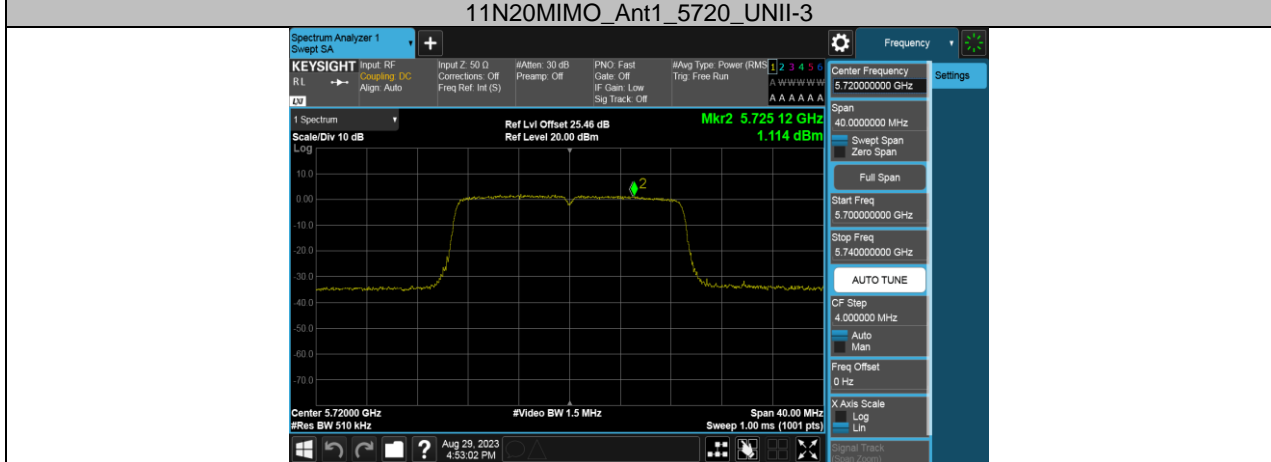 11N20MIMO_Ant1_5720_UNII-3
Spectrum Analyzer 1
Swept SA
Frequency
KEYSIGHT
RL
LXI
Input: RF
Coupling: DC
Align: Auto
Input Z: 50 Ω
Corrections: Off
Freq Ref: Int (S)
#Atten: 30 dB
Preamp: Off
PNO: Fast
Gate: Off
IF Gain: Low
Sig Track: Off
#Avg Type: Power (RMS
Trig: Free Run
1 2 3 4 5 6
A W W W W W
A A A A A A
Center Frequency
5.720000000 GHz
Settings
Span
40.0000000 MHz
Swept Span
Zero Span
Full Span
Start Freq
5.700000000 GHz
Stop Freq
5.740000000 GHz
AUTO TUNE
CF Step
4.000000 MHz
Auto
Man
Freq Offset
0 Hz
X Axis Scale
Log
Lin
Signal Track
(Span Zoom)
1 Spectrum
Scale/Div 10 dB
Ref Lvl Offset 25.46 dB
Ref Level 20.00 dBm
Mkr2 5.725 12 GHz
1.114 dBm
Log
10.0
0.00
-10.0
-20.0
-30.0
-40.0
-50.0
-60.0
-70.0
2
Center 5.72000 GHz
#Res BW 510 kHz
#Video BW 1.5 MHz
Span 40.00 MHz
Sweep 1.00 ms (1001 pts)
?
Aug 29, 2023
4:53:02 PM